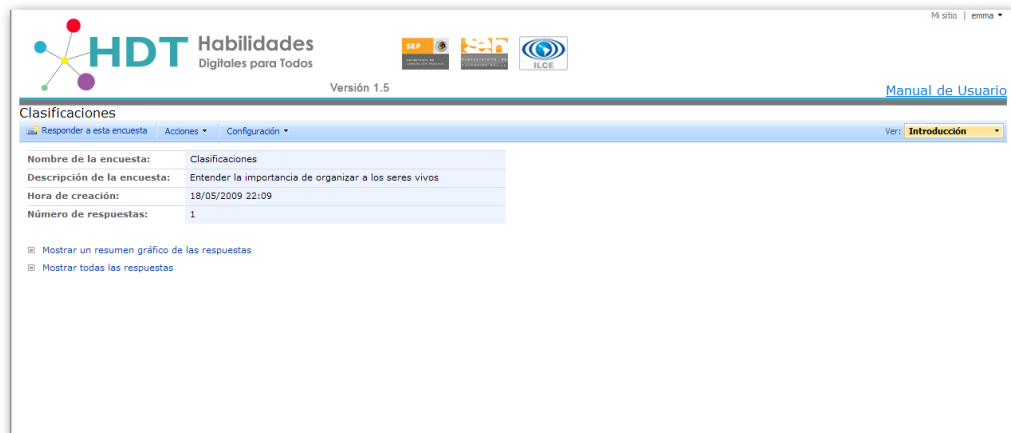 Mi sitio | emma
HDT Habilidades
Digitales para Todos
SEP
ILCE
Versión 1.5
Manual de Usuario
Clasificaciones
Responder a esta encuesta Acciones Configuración Ver: Introducción
Nombre de la encuesta: Clasificaciones
Descripción de la encuesta: Entender la importancia de organizar a los seres vivos
Hora de creación: 18/05/2009 22:09
Número de respuestas: 1
Mostrar un resumen gráfico de las respuestas
Mostrar todas las respuestas